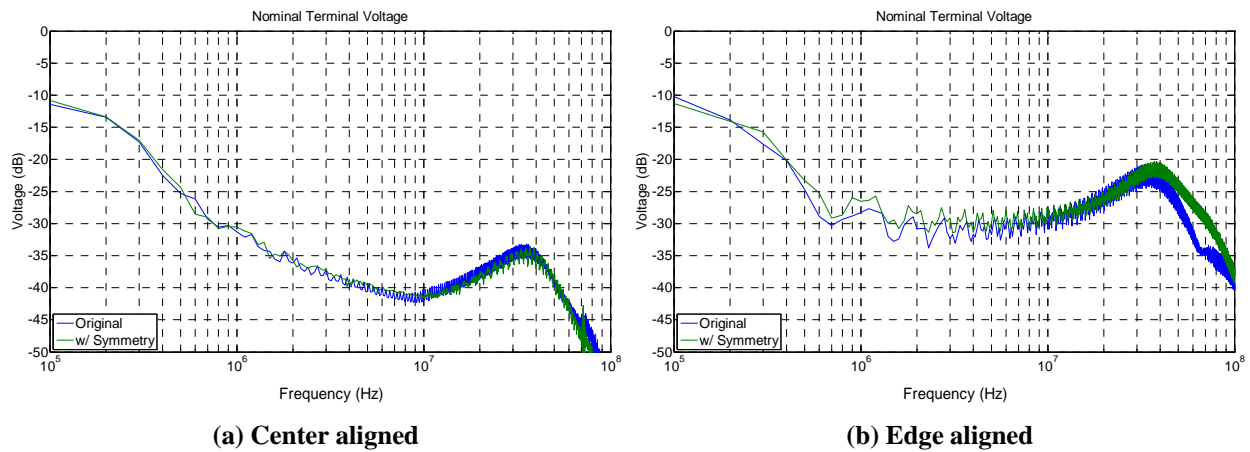 Nominal Terminal Voltage
0
-5
-10
-15
-20
-25
-30
-35
-40
-45
-50
Voltage (dB)
Original
w/ Symmetry
10^5
10^6
10^7
10^8
Frequency (Hz)
(a) Center aligned
Nominal Terminal Voltage
0
-5
-10
-15
-20
-25
-30
-35
-40
-45
-50
Voltage (dB)
Original
w/ Symmetry
10^5
10^6
10^7
10^8
Frequency (Hz)
(b) Edge aligned